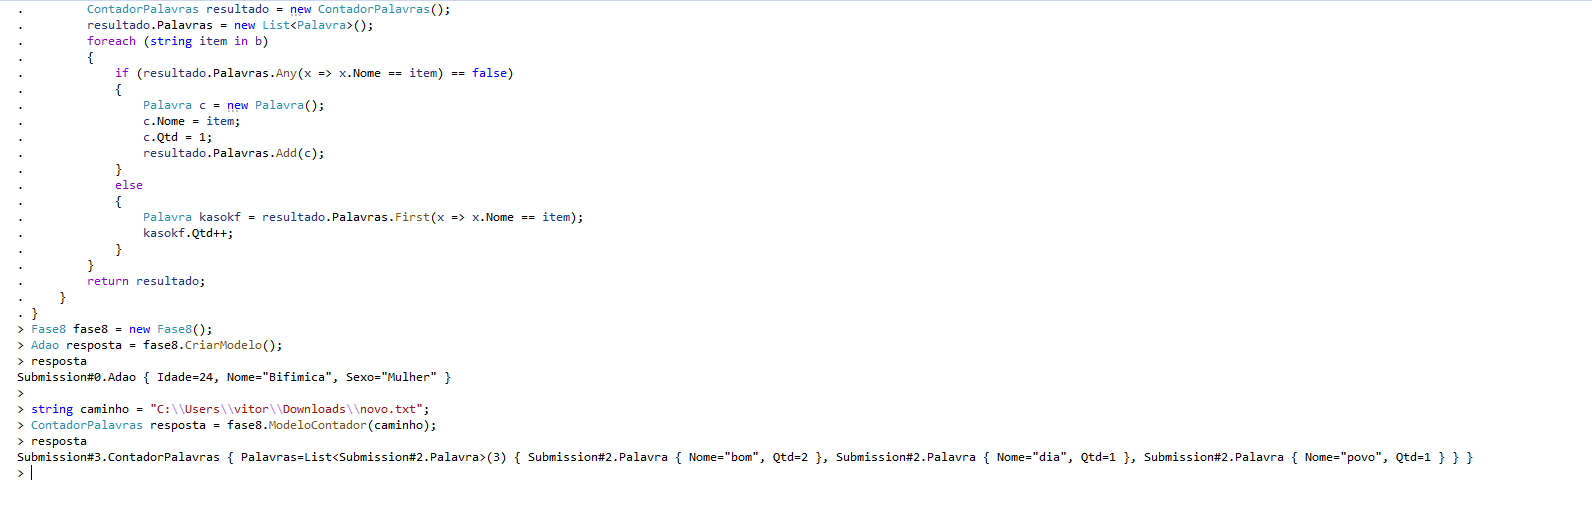 .         ContadorPalavras resultado = new ContadorPalavras();
.         resultado.Palavras = new List<Palavra>();
.         foreach (string item in b)
.         {
.             if (resultado.Palavras.Any(x => x.Nome == item) == false)
.             {
.                 Palavra c = new Palavra();
.                 c.Nome = item;
.                 c.Qtd = 1;
.                 resultado.Palavras.Add(c);
.             }
.             else
.             {
.                 Palavra kasokf = resultado.Palavras.First(x => x.Nome == item);
.                 kasokf.Qtd++;
.             }
.         }
.         return resultado;
.     }
. }
> Fase8 fase8 = new Fase8();
> Adao resposta = fase8.CriarModelo();
> resposta
Submission#0.Adao { Idade=24, Nome="Bifimica", Sexo="Mulher" }
>
> string caminho = "C:\\Users\\vitor\\Downloads\\novo.txt";
> ContadorPalavras resposta = fase8.ModeloContador(caminho);
> resposta
Submission#3.ContadorPalavras { Palavras=List<Submission#2.Palavra>(3) { Submission#2.Palavra { Nome="bom", Qtd=2 }, Submission#2.Palavra { Nome="dia", Qtd=1 }, Submission#2.Palavra { Nome="povo", Qtd=1 } } }
>